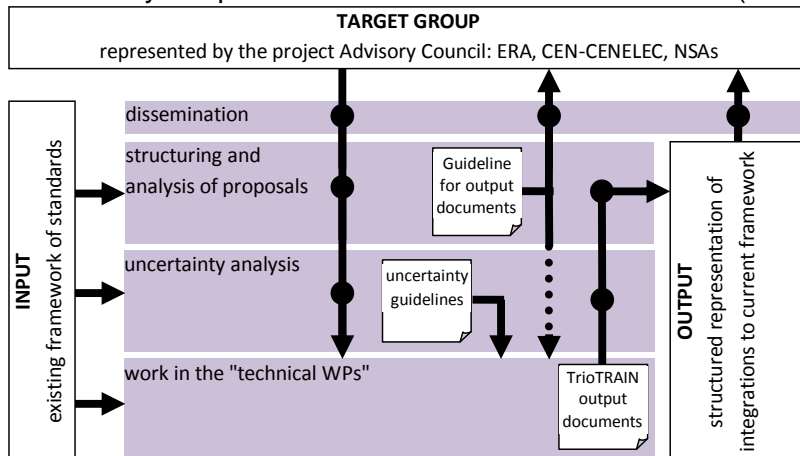 TARGET GROUP
represented by the project Advisory Council: ERA, CEN-CENELEC, NSAs
INPUT
existing framework of standards
dissemination
structuring and
analysis of proposals
Guideline
for output
documents
uncertainty analysis
uncertainty
guidelines
work in the "technical WPs"
TrioTRAIN
output
documents
OUTPUT
structured representation of
integrations to current framework